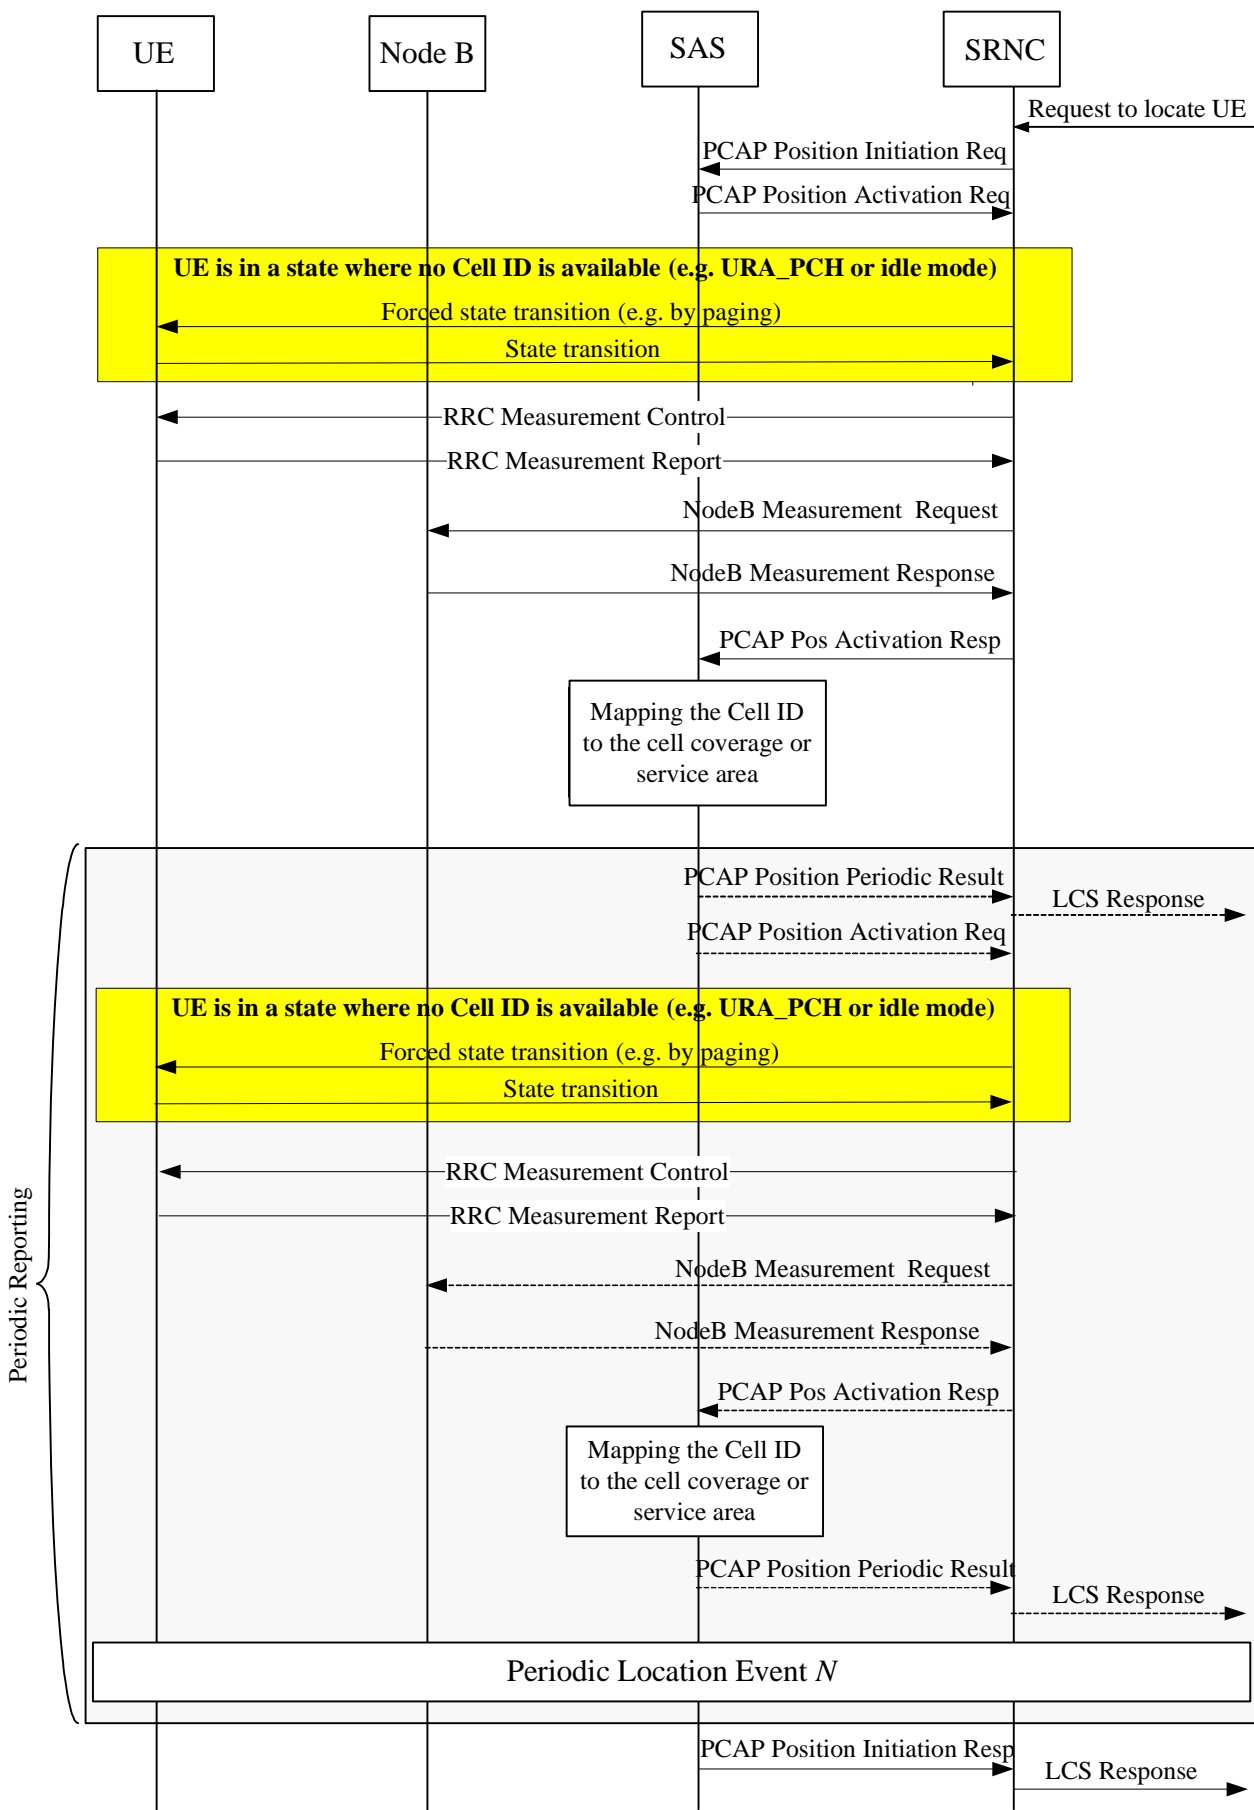 UE
Node B
SAS
SRNC
Request to locate UE
PCAP Position Initiation Req
PCAP Position Activation Req
UE is in a state where no Cell ID is available (e.g. URA_PCH or idle mode)
Forced state transition (e.g. by paging)
State transition
RRC Measurement Control
RRC Measurement Report
NodeB Measurement  Request
NodeB Measurement Response
PCAP Pos Activation Resp
Mapping the Cell ID
to the cell coverage or
service area
Periodic Reporting
PCAP Position Periodic Result
LCS Response
PCAP Position Activation Req
UE is in a state where no Cell ID is available (e.g. URA_PCH or idle mode)
Forced state transition (e.g. by paging)
State transition
RRC Measurement Control
RRC Measurement Report
NodeB Measurement  Request
NodeB Measurement Response
PCAP Pos Activation Resp
Mapping the Cell ID
to the cell coverage or
service area
PCAP Position Periodic Result
LCS Response
Periodic Location Event N
PCAP Position Initiation Resp
LCS Response